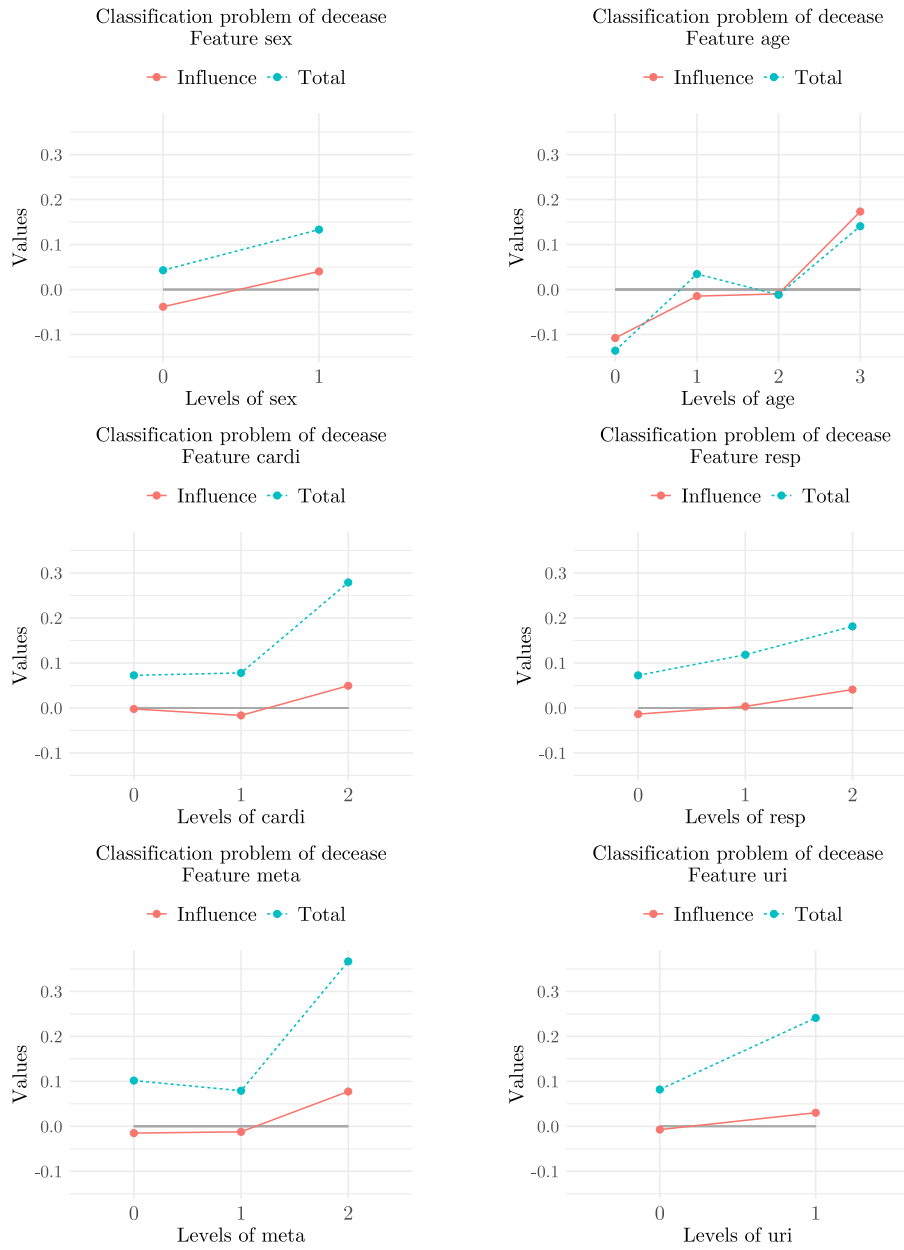 Classification problem of decease
Feature sex
Influence Total
0.3
0.2
0.1
0.0
-0.1
Values
0 1
Levels of sex
Classification problem of decease
Feature age
Influence Total
0.3
0.2
0.1
0.0
-0.1
Values
0 1 2 3
Levels of age
Classification problem of decease
Feature cardi
Influence Total
0.3
0.2
0.1
0.0
-0.1
Values
0 1 2
Levels of cardi
Classification problem of decease
Feature resp
Influence Total
0.3
0.2
0.1
0.0
-0.1
Values
0 1 2
Levels of resp
Classification problem of decease
Feature meta
Influence Total
0.3
0.2
0.1
0.0
-0.1
Values
0 1 2
Levels of meta
Classification problem of decease
Feature uri
Influence Total
0.3
0.2
0.1
0.0
-0.1
Values
0 1
Levels of uri